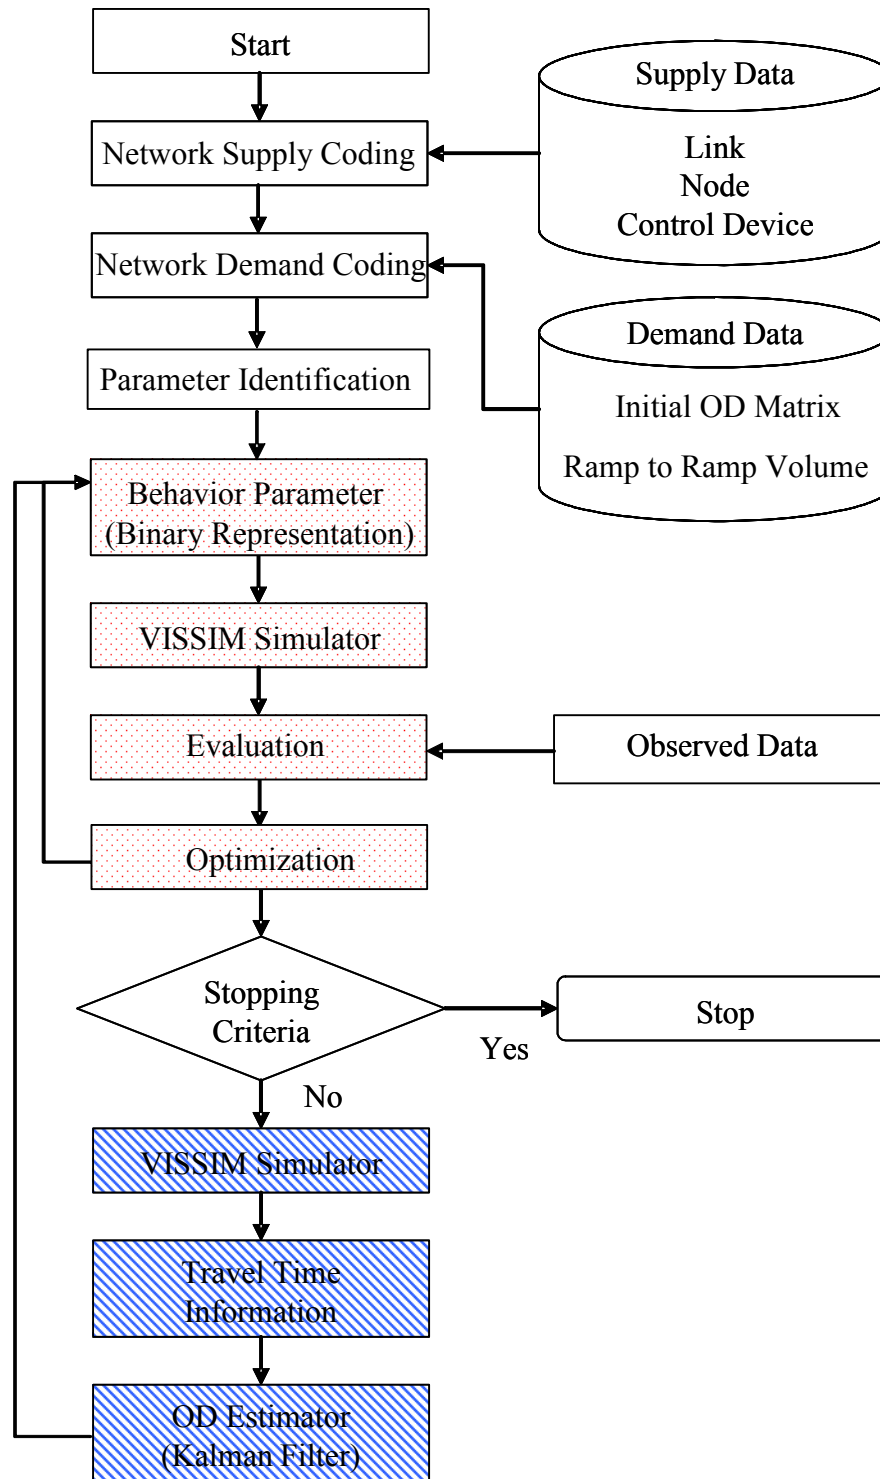 Start
Supply Data
Link
Node
Control Device
Network Supply Coding
Network Demand Coding
Demand Data
Initial OD Matrix
Ramp to Ramp Volume
Parameter Identification
Behavior Parameter
(Binary Representation)
VISSIM Simulator
Evaluation
Observed Data
Optimization
Stopping
Criteria
Stop
Yes
No
VISSIM Simulator
Travel Time
Information
OD Estimator
(Kalman Filter)